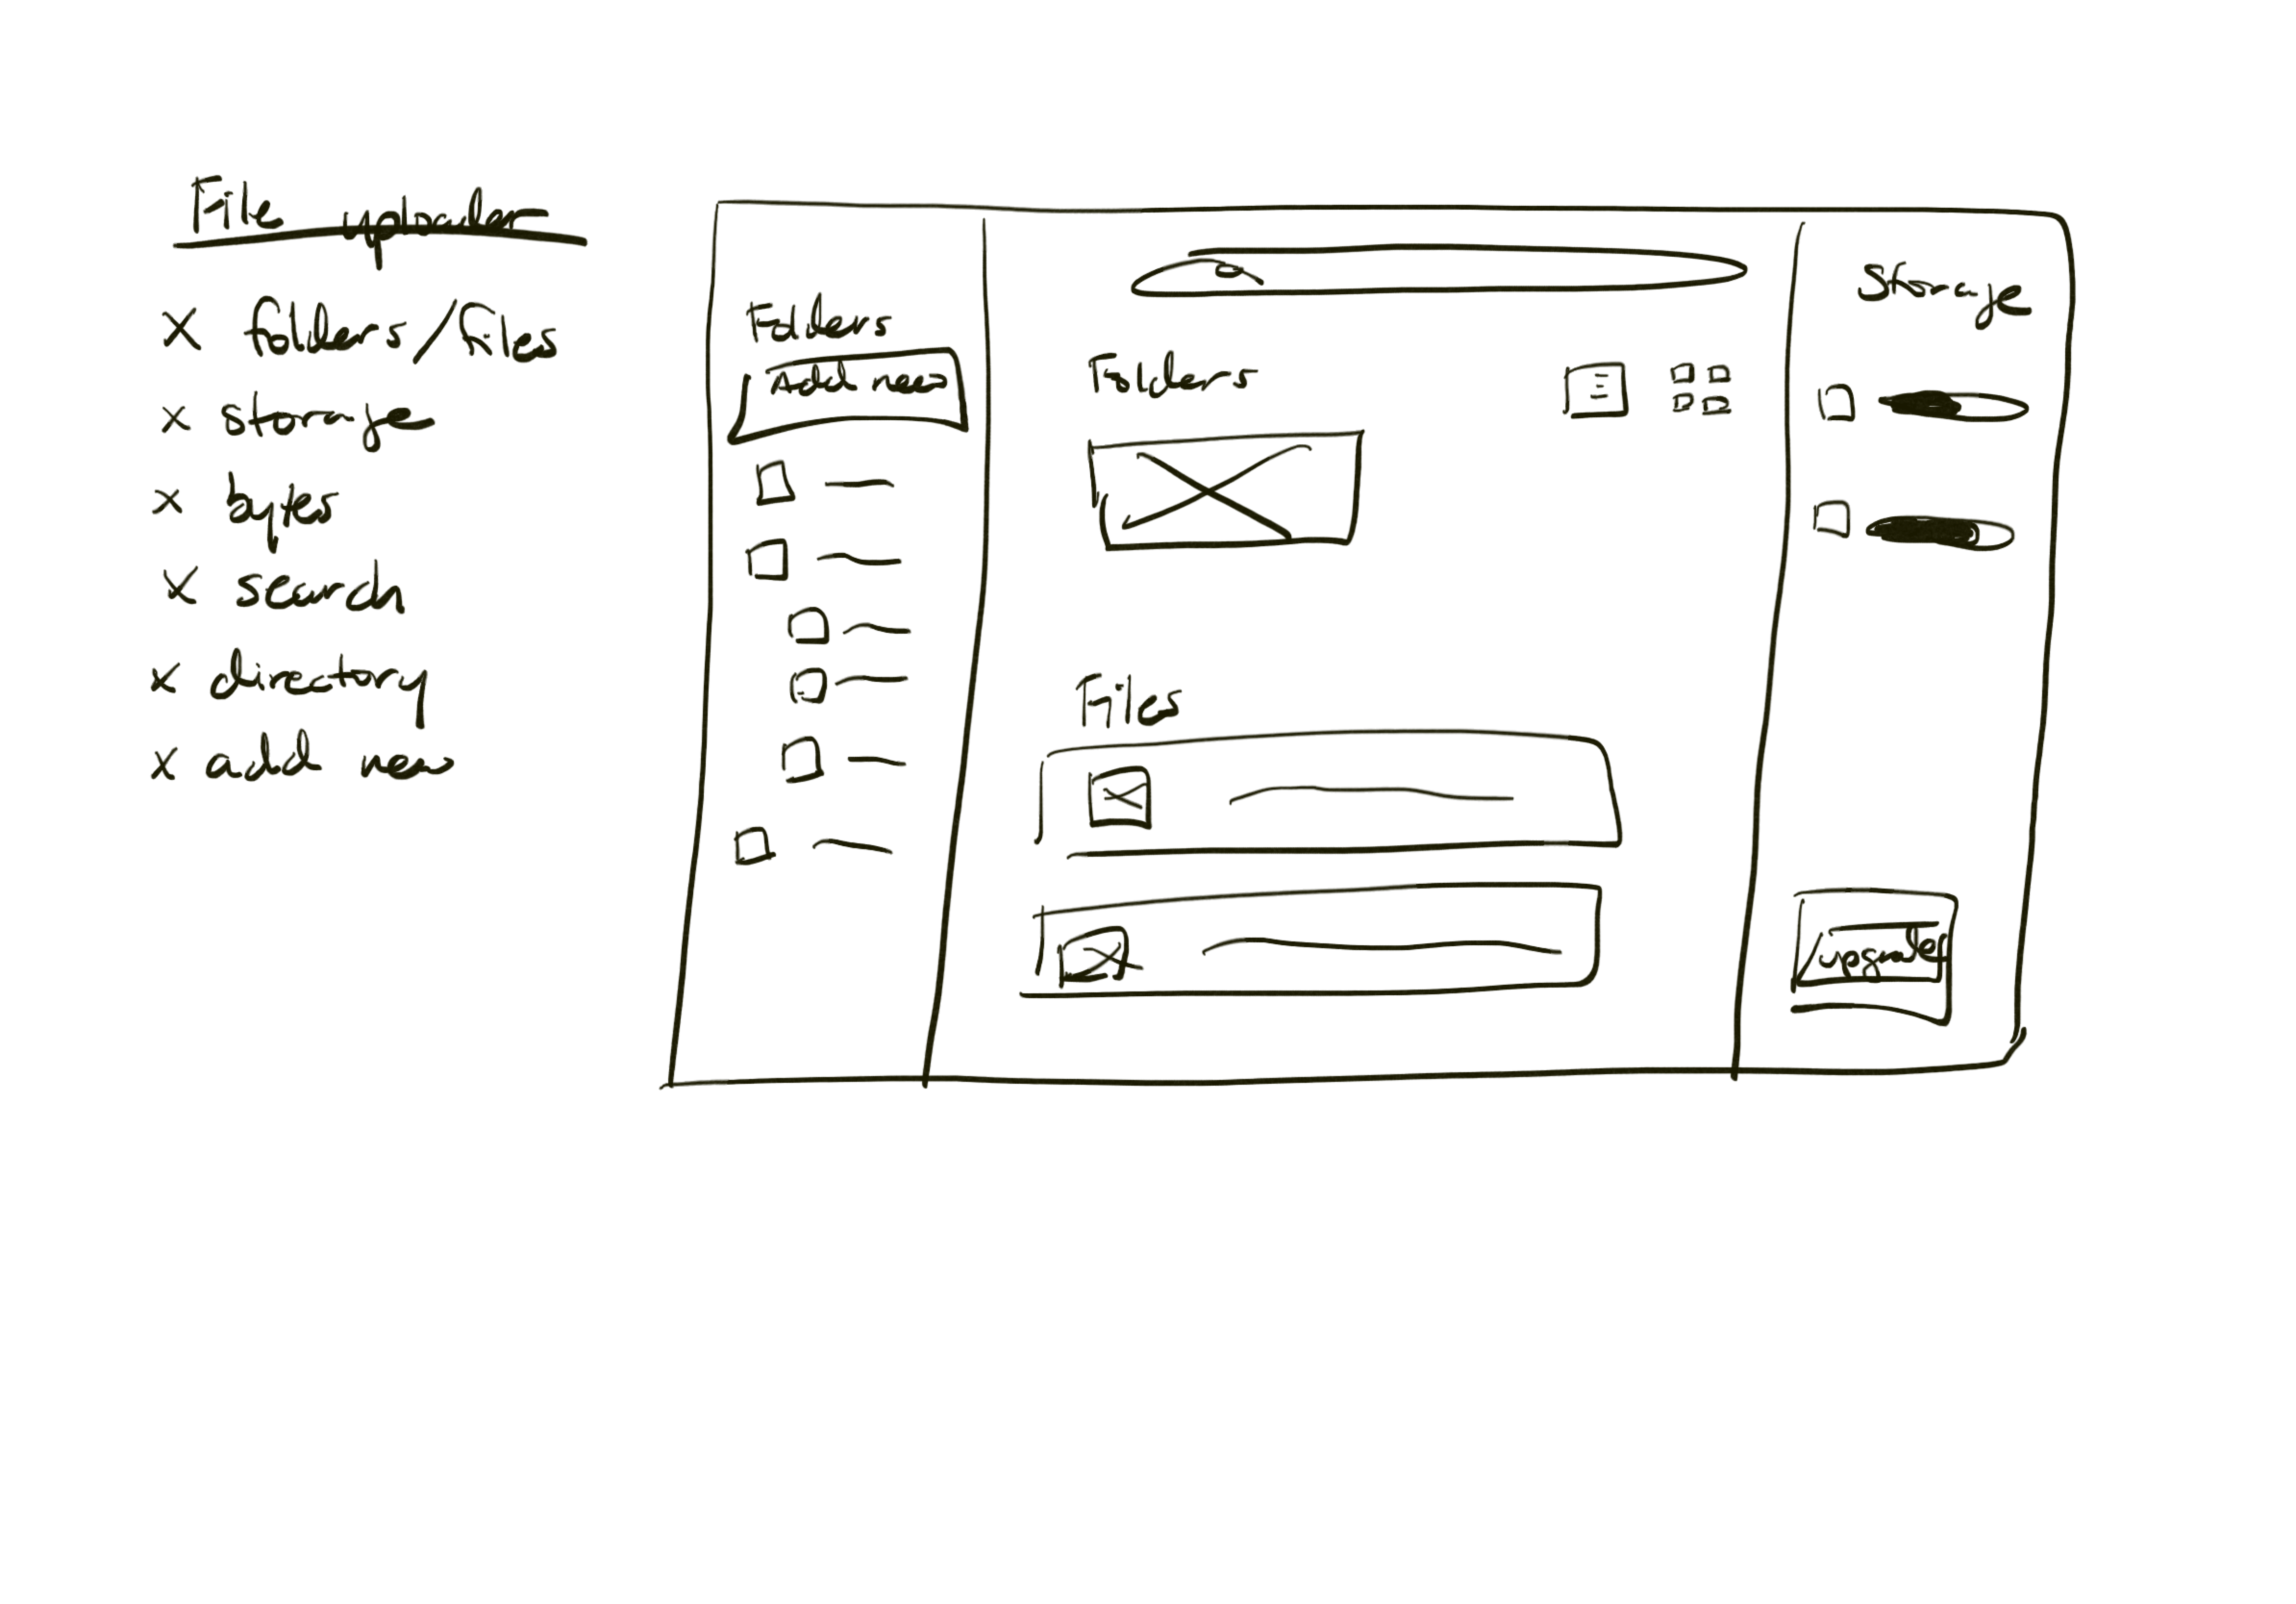 File uploader
x folders/files
x storage
x bytes
x search
x directory
x add new
Folders
Add new
Folders
Files
Storage
upgrade